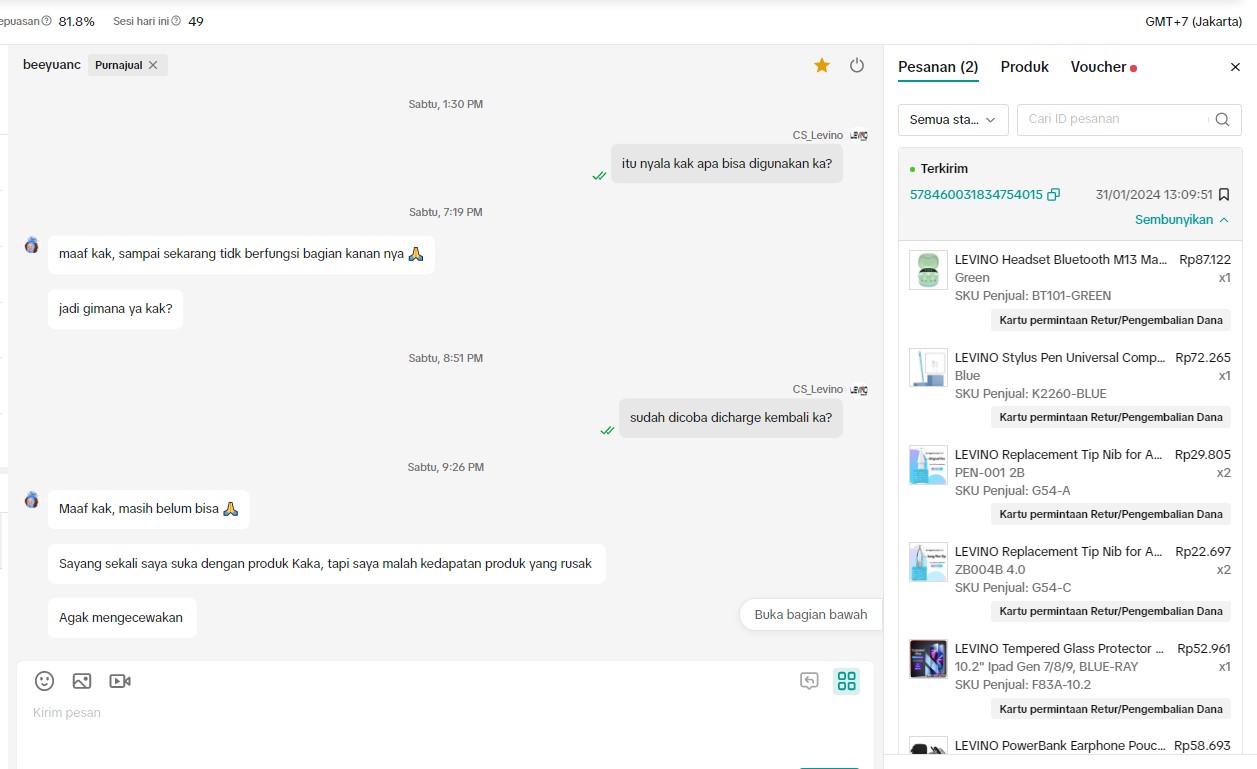 epuasan 81.8% Sesi hari ini 49
GMT+7 (Jakarta)
beeyuanc Purnajual
Sabtu, 1:30 PM
CS_Levino
itu nyala kak apa bisa digunakan ka?
Sabtu, 7:19 PM
maaf kak, sampai sekarang tidk berfungsi bagian kanan nya 🙏
jadi gimana ya kak?
Sabtu, 8:51 PM
CS_Levino
sudah dicoba dicharge kembali ka?
Sabtu, 9:26 PM
Maaf kak, masih belum bisa 🙏
Sayang sekali saya suka dengan produk Kaka, tapi saya malah kedapatan produk yang rusak
Agak mengecewakan
Buka bagian bawah
Kirim pesan
Pesanan (2) Produk Voucher
Semua sta... Cari ID pesanan
Terkirim
578460031834754015 31/01/2024 13:09:51
Sembunyikan
LEVINO Headset Bluetooth M13 Ma... Rp87.122
Green x1
SKU Penjual: BT101-GREEN
Kartu permintaan Retur/Pengembalian Dana
LEVINO Stylus Pen Universal Comp... Rp72.265
Blue x1
SKU Penjual: K2260-BLUE
Kartu permintaan Retur/Pengembalian Dana
LEVINO Replacement Tip Nib for A... Rp29.805
PEN-001 2B x2
SKU Penjual: G54-A
Kartu permintaan Retur/Pengembalian Dana
LEVINO Replacement Tip Nib for A... Rp22.697
ZB004B 4.0 x2
SKU Penjual: G54-C
Kartu permintaan Retur/Pengembalian Dana
LEVINO Tempered Glass Protector ... Rp52.961
10.2" Ipad Gen 7/8/9, BLUE-RAY x1
SKU Penjual: F83A-10.2
Kartu permintaan Retur/Pengembalian Dana
LEVINO PowerBank Earphone Pouc... Rp58.693